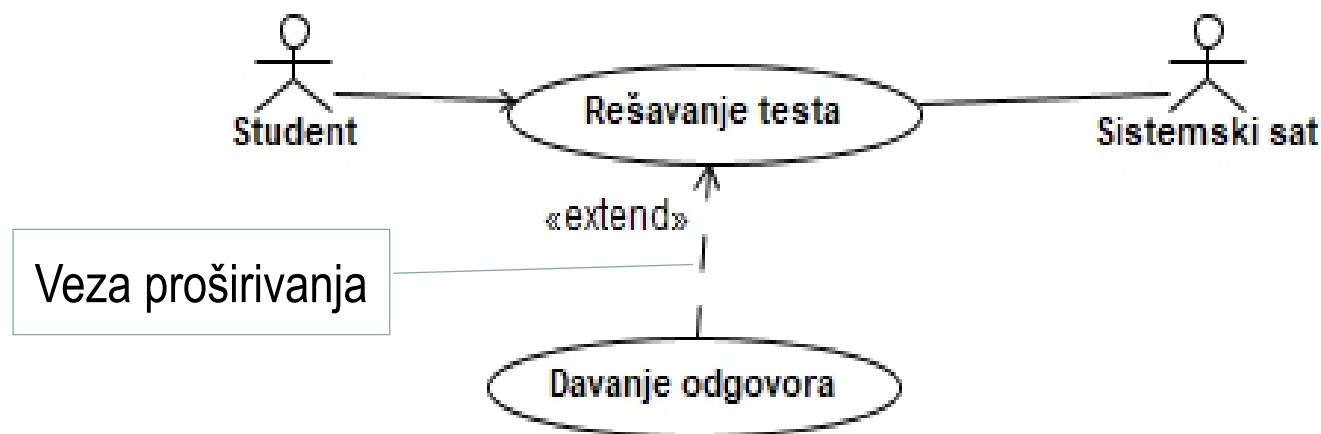 Rešavanje testa
Student
Sistemski sat
«extend»
Veza proširivanja
Davanje odgovora